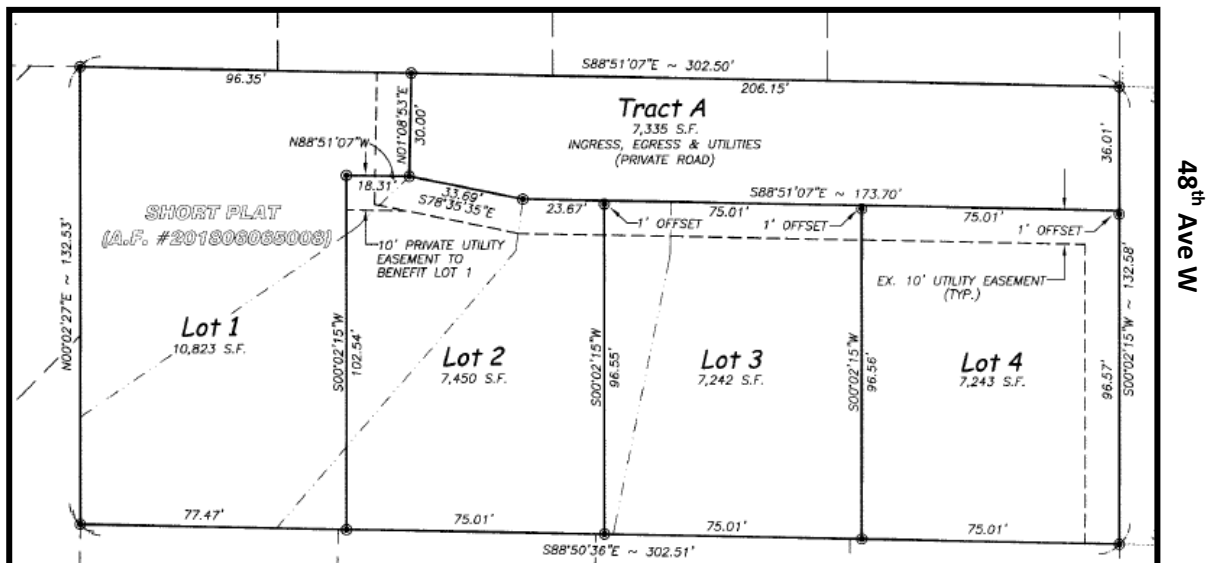 S88°51'07"E ~ 302.50'
96.35'
206.15'
N01°08'53"E
30.00'
Tract A
7,335 S.F.
INGRESS, EGRESS & UTILITIES
(PRIVATE ROAD)
36.01'
48th Ave W
N88°51'07"W
18.31'
33.69'
S78°35'35"E
23.67'
S88°51'07"E ~ 173.70'
75.01'
75.01'
1' OFFSET
1' OFFSET
1' OFFSET
SHORT PLAT
(A.F. #201806065008)
10' PRIVATE UTILITY
EASEMENT TO
BENEFIT LOT 1
EX. 10' UTILITY EASEMENT
(TYP.)
N00°02'27"E ~ 132.53'
Lot 1
10,823 S.F.
S00°02'15"W
102.54'
Lot 2
7,450 S.F.
S00°02'15"W
96.55'
Lot 3
7,242 S.F.
S00°02'15"W
96.56'
Lot 4
7,243 S.F.
96.57'
S00°02'15"W ~ 132.58'
77.47'
75.01'
75.01'
75.01'
S88°50'36"E ~ 302.51'